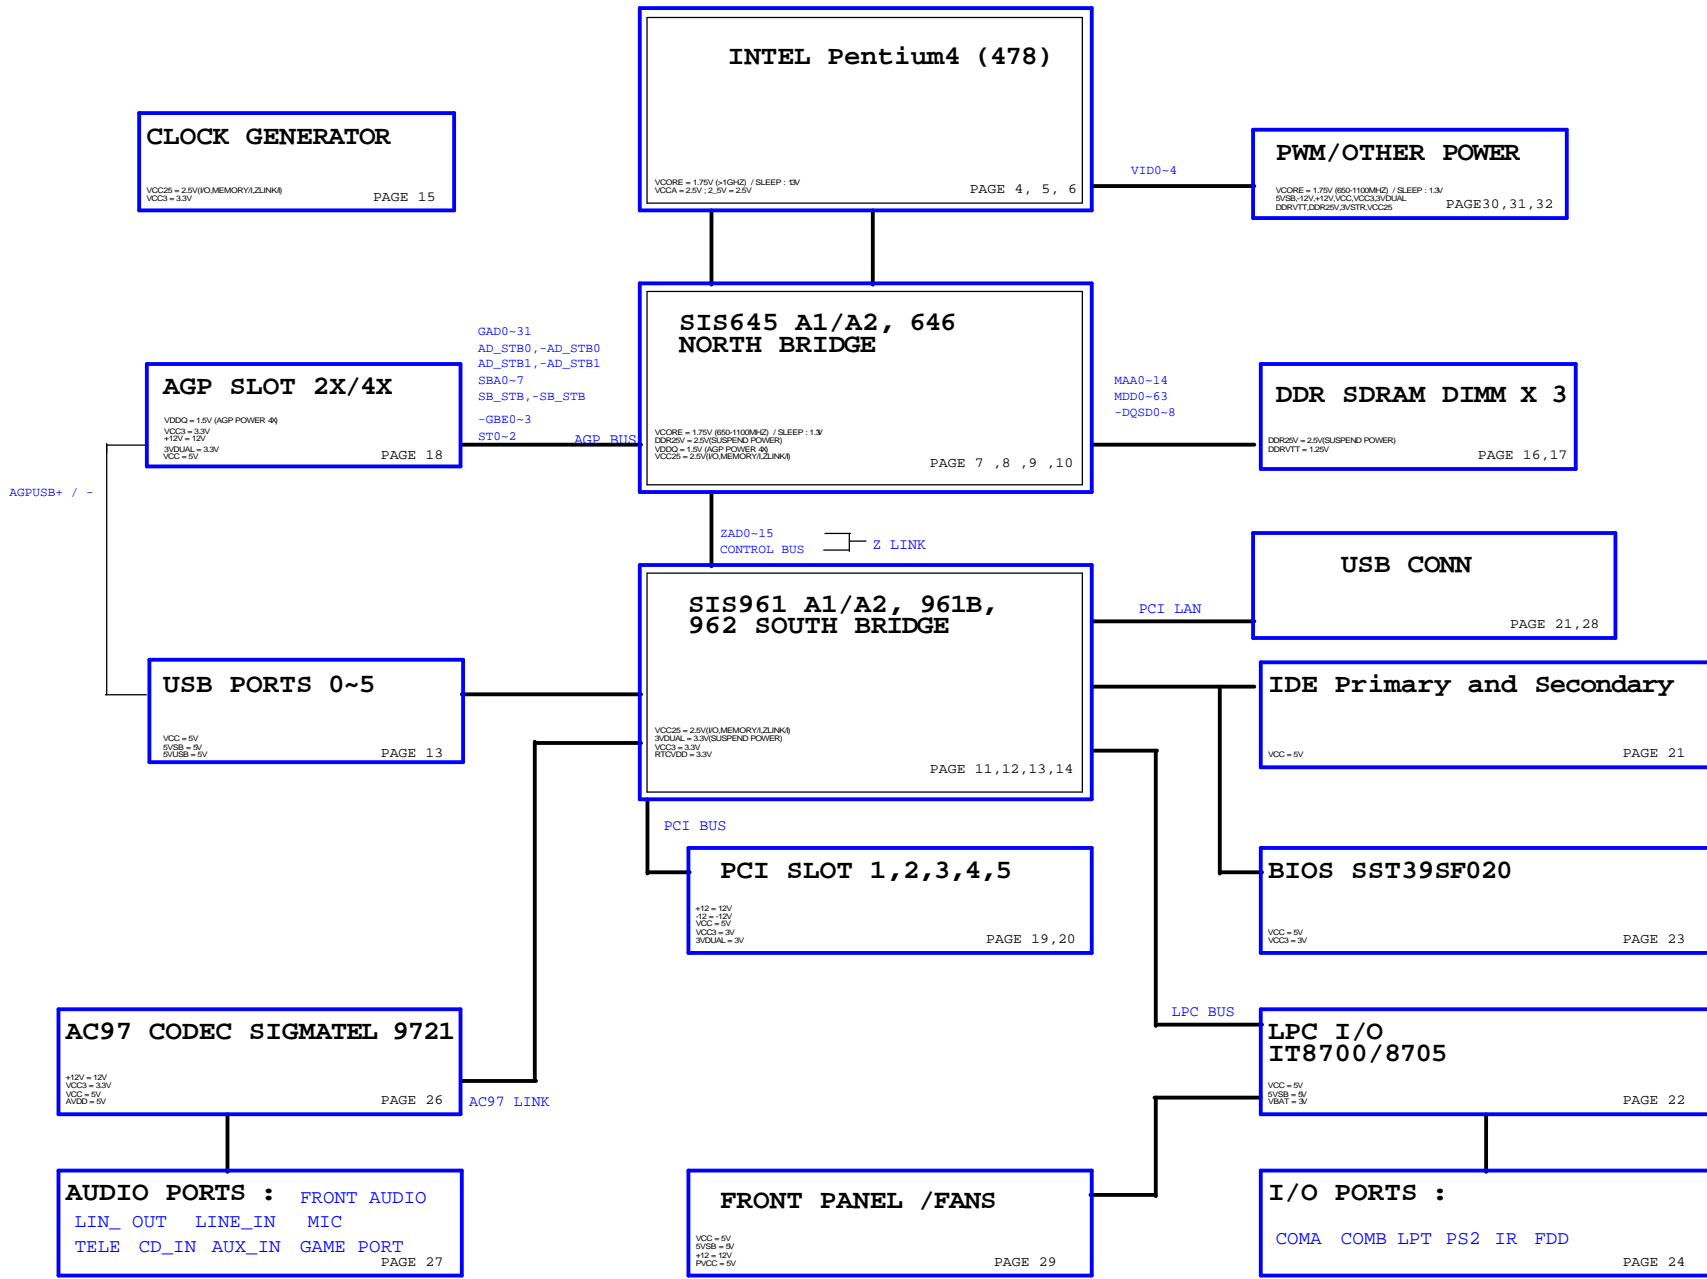 INTEL Pentium4 (478)
VCORE = 1.75V (>1GHZ) / SLEEP : 13V
VCCA = 2.5V ; 2_5V = 2.5V
PAGE 4, 5, 6
CLOCK GENERATOR
VCC25 = 2.5V(I/O,MEMORY/I,ZLINK/I)
VCC3 = 3.3V
PAGE 15
VID0~4
PWM/OTHER POWER
VCORE = 1.75V (650-1100MHZ) / SLEEP : 1.3V
5VSB,-12V,+12V,VCC,VCC3,3VDUAL
DDRVTT,DDR25V,3VSTR,VCC25
PAGE30,31,32
SIS645 A1/A2, 646
NORTH BRIDGE
VCORE = 1.75V (650-1100MHZ) / SLEEP : 1.3V
DDR25V = 2.5V(SUSPEND POWER)
VDDQ = 1.5V (AGP POWER 4X)
VCC25 = 2.5V(I/O,MEMORY/I,ZLINK/I)
PAGE 7 ,8 ,9 ,10
GAD0~31
AD_STB0,-AD_STB0
AD_STB1,-AD_STB1
SBA0~7
SB_STB,-SB_STB
-GBE0~3
ST0~2
AGP BUS
AGP SLOT 2X/4X
VDDQ = 1.5V (AGP POWER 4X)
VCC3 = 3.3V
+12V = 12V
3VDUAL = 3.3V
VCC = 5V
PAGE 18
MAA0~14
MDD0~63
-DQSD0~8
DDR SDRAM DIMM X 3
DDR25V = 2.5V(SUSPEND POWER)
DDRVTT = 1.25V
PAGE 16,17
AGPUSB+ / -
ZAD0~15
CONTROL BUS
Z LINK
SIS961 A1/A2, 961B,
962 SOUTH BRIDGE
VCC25 = 2.5V(I/O,MEMORY/I,ZLINK/I)
3VDUAL = 3.3V(SUSPEND POWER)
VCC3 = 3.3V
RTCVDD = 3.3V
PAGE 11,12,13,14
PCI LAN
USB CONN
PAGE 21,28
USB PORTS 0~5
VCC = 5V
5VSB = 5V
5VUSB = 5V
PAGE 13
IDE Primary and Secondary
VCC = 5V
PAGE 21
PCI BUS
PCI SLOT 1,2,3,4,5
+12 = 12V
-12 = -12V
VCC = 5V
VCC3 = 3V
3VDUAL = 3V
PAGE 19,20
BIOS SST39SF020
VCC = 5V
VCC3 = 3V
PAGE 23
AC97 CODEC SIGMATEL 9721
+12V = 12V
VCC3 = 3.3V
VCC = 5V
AVDD = 5V
PAGE 26
AC97 LINK
LPC BUS
LPC I/O
IT8700/8705
VCC = 5V
5VSB = 5V
VBAT = 3V
PAGE 22
AUDIO PORTS : FRONT AUDIO
LIN_ OUT LINE_IN MIC
TELE CD_IN AUX_IN GAME PORT
PAGE 27
FRONT PANEL /FANS
VCC = 5V
5VSB = 5V
+12 = 12V
PVCC = 5V
PAGE 29
I/O PORTS :
COMA COMB LPT PS2 IR FDD
PAGE 24